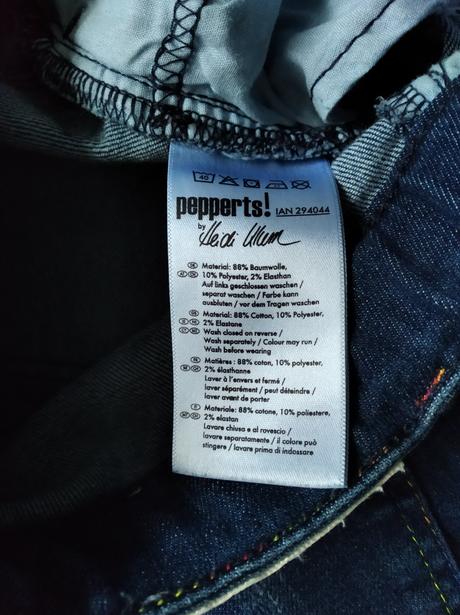 40
pepperts! IAN 294044
by Heidi Klum
Material: 88% Baumwolle,
10% Polyester, 2% Elasthan
Auf links geschlossen waschen /
separat waschen / Farbe kann
ausbluten / vor dem Tragen waschen
Material: 88% Cotton, 10% Polyester,
2% Elastane
Wash closed on reverse /
Wash separately / Colour may run /
Wash before wearing
Matières : 88% coton, 10% polyester,
2% élasthanne
Laver à l'envers et fermé /
laver séparément / peut déteindre /
laver avant de porter
Materiale: 88% cotone, 10% poliestere,
2% elastan
Lavare chiusa e al rovescio /
lavare separatamente / il colore può
stingere / lavare prima di indossare